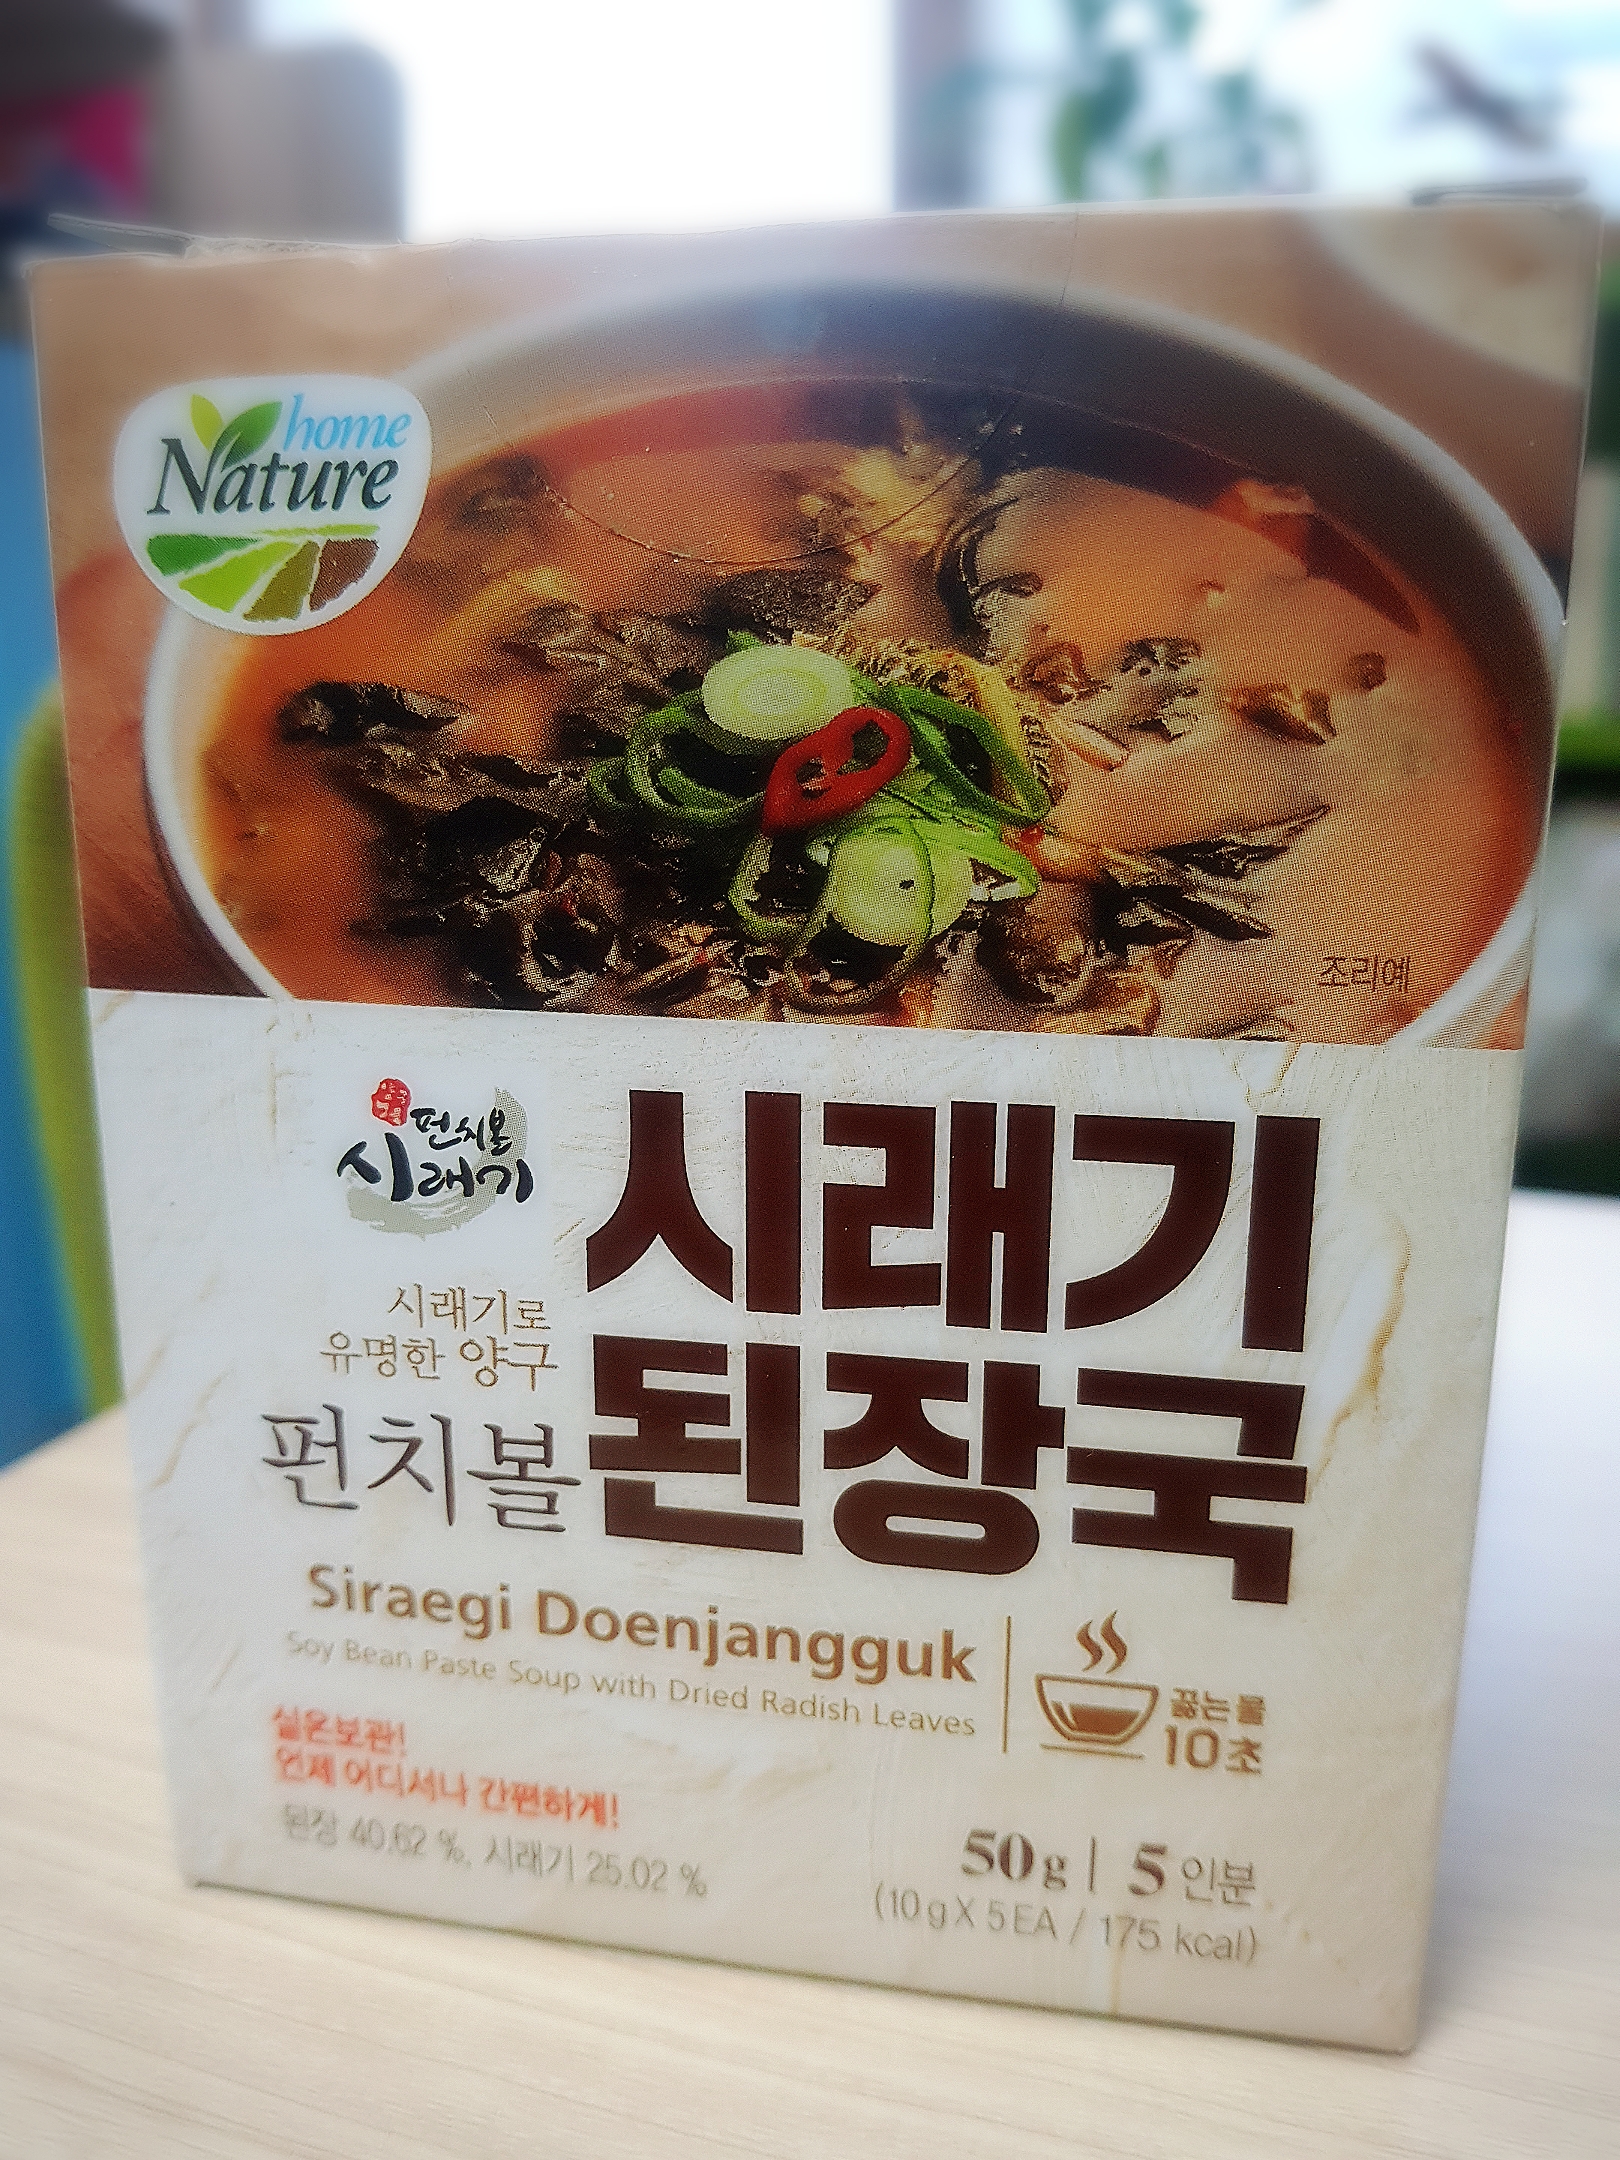 home
Nature
조리예
펀치볼
시래기
시래기
된장국
시래기로
유명한 양구
펀치볼
Siraegi Doenjangguk
Soy Bean Paste Soup with Dried Radish Leaves
끓는 물
10초
실온보관!
언제 어디서나 간편하게!
된장 40.62 %, 시래기 25.02 %
50g | 5 인분
(10g X 5EA / 175 kcal)